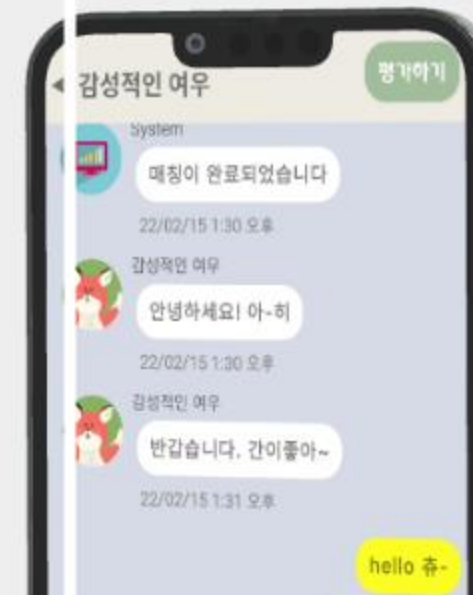 감성적인 여우
평가하기
System
매칭이 완료되었습니다
22/02/15 1:30 오후
감성적인 여우
안녕하세요! 아-히
22/02/15 1:30 오후
감성적인 여우
반갑습니다. 간이좋아~
22/02/15 1:31 오후
hello 츄-